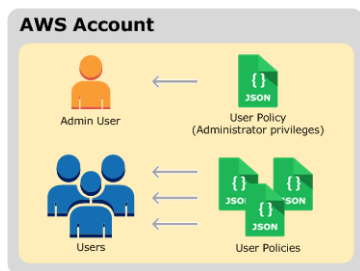 AWS Account
{ }
JSON
Admin User
User Policy
(Administrator privileges)
{ }
{ }
JSON
JSON
{ }
JSON
Users
User Policies